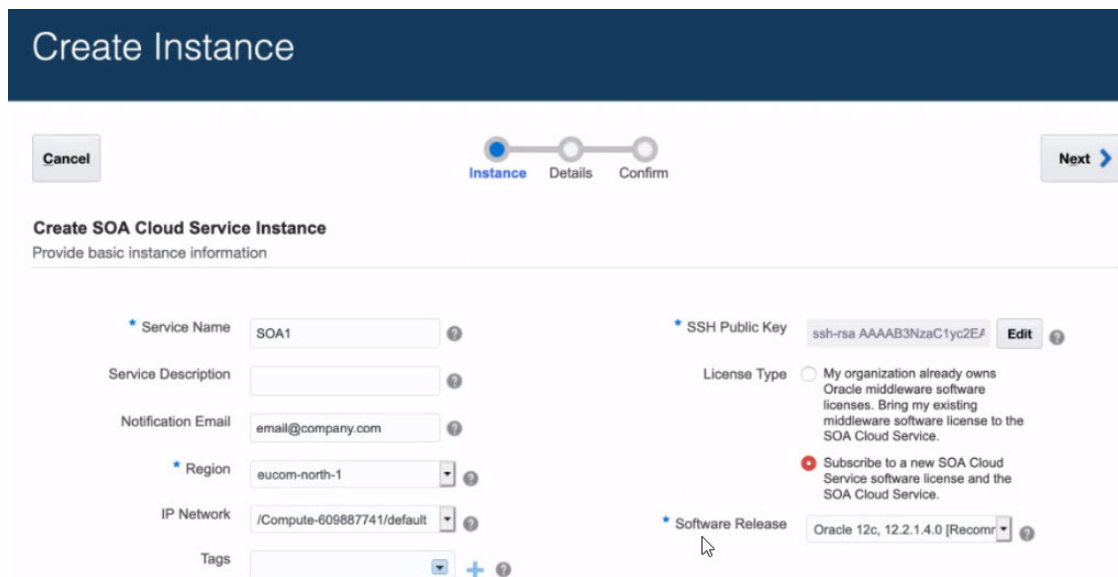 Create Instance
Cancel
Instance
Details
Confirm
Next
Create SOA Cloud Service Instance
Provide basic instance information
* Service Name
SOA1
?
Service Description
?
Notification Email
email@company.com
?
* Region
eucom-north-1
?
IP Network
/Compute-609887741/default
?
Tags
+
?
* SSH Public Key
ssh-rsa AAAAB3NzaC1yc2EA
Edit
?
License Type
My organization already owns
Oracle middleware software
licenses. Bring my existing
middleware software license to the
SOA Cloud Service.
Subscribe to a new SOA Cloud
Service software license and the
SOA Cloud Service.
* Software Release
Oracle 12c, 12.2.1.4.0 [Recomr
?